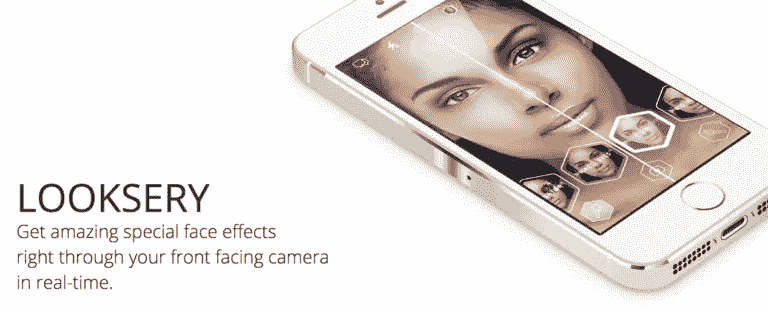 LOOKSERY
Get amazing special face effects
right through your front facing camera
in real-time.